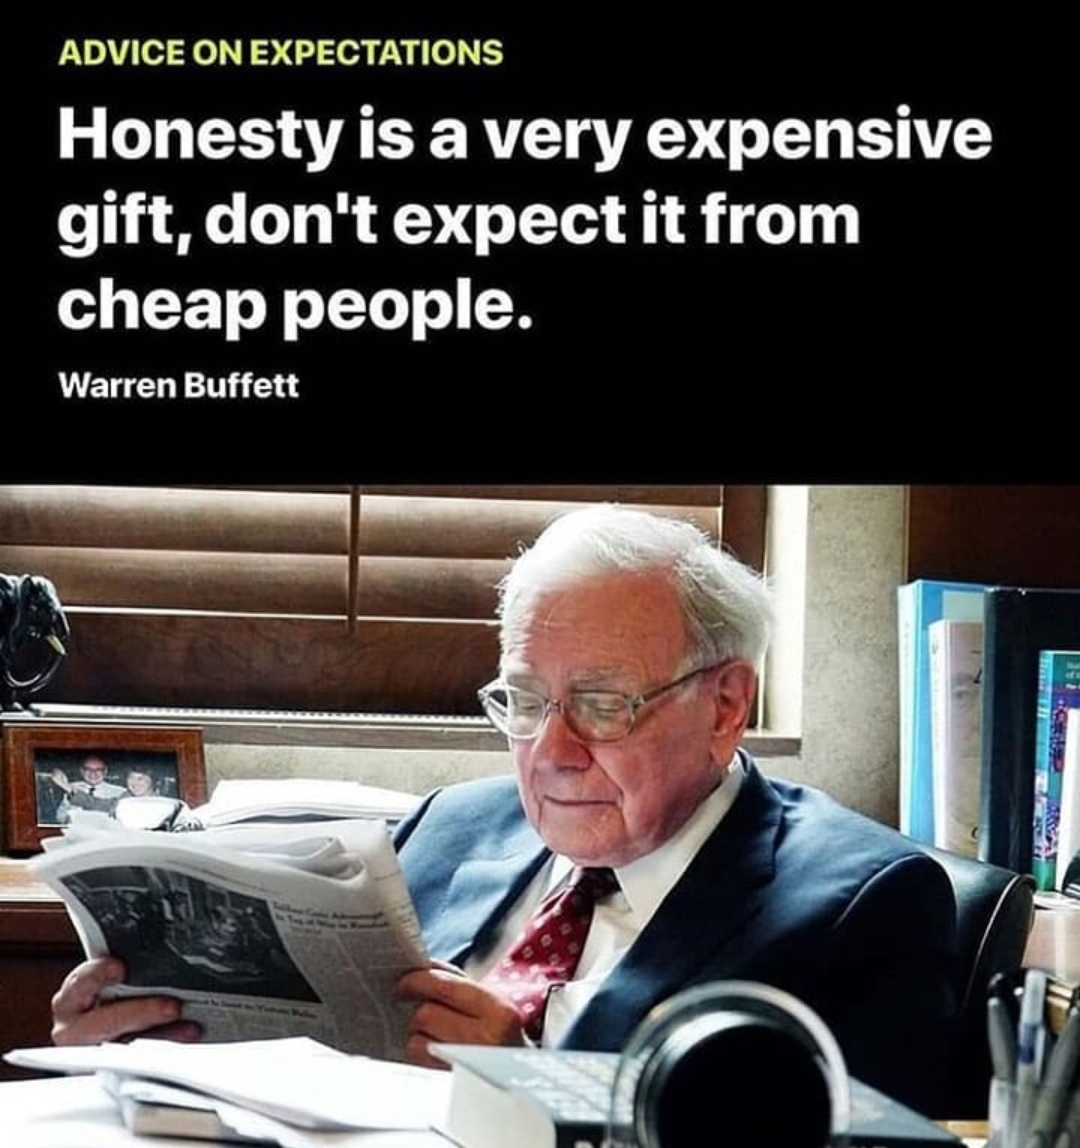 ADVICE ON EXPECTATIONS
Honesty is a very expensive
gift, don't expect it from
cheap people.
Warren Buffett